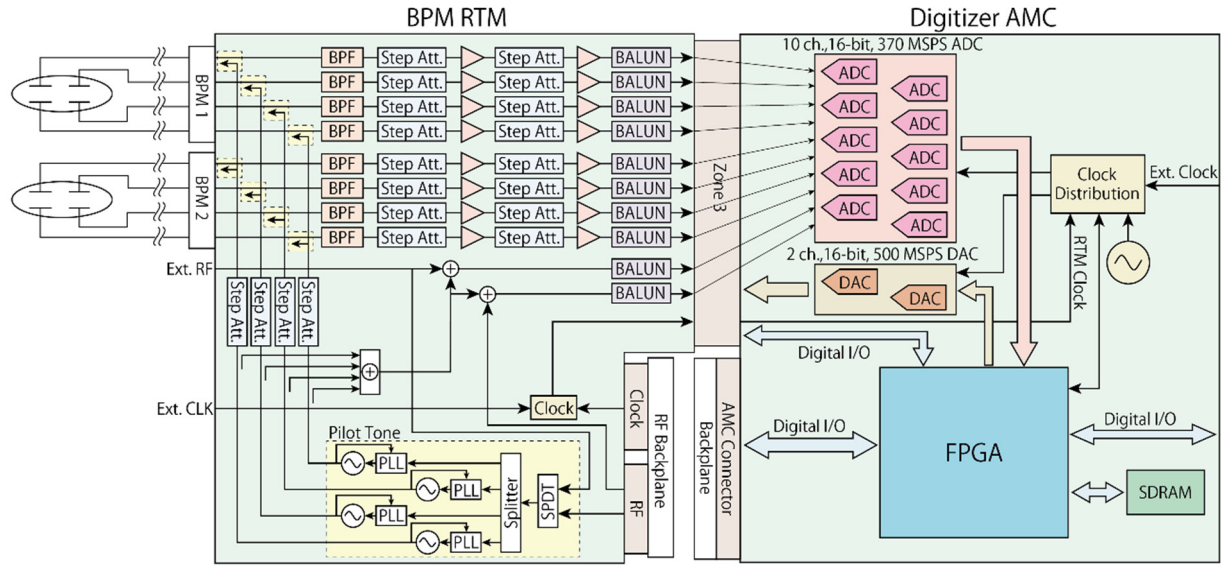 BPM RTM
Digitizer AMC
10 ch.,16-bit, 370 MSPS ADC
BPM 1
BPF Step Att. Step Att. BALUN
BPF Step Att. Step Att. BALUN
BPF Step Att. Step Att. BALUN
BPF Step Att. Step Att. BALUN
BPM 2
BPF Step Att. Step Att. BALUN
BPF Step Att. Step Att. BALUN
BPF Step Att. Step Att. BALUN
BPF Step Att. Step Att. BALUN
Zone 3
ADC
ADC
ADC
ADC
ADC
ADC
ADC
ADC
ADC
ADC
Clock
Distribution
Ext. Clock
RTM Clock
Ext. RF
BALUN
BALUN
2 ch.,16-bit, 500 MSPS DAC
DAC
DAC
Step Att.
Step Att.
Step Att.
Step Att.
Digital I/O
Ext. CLK
Clock
Clock
RF Backplane
RF
AMC Connector
Backplane
Digital I/O
FPGA
Digital I/O
SDRAM
Pilot Tone
PLL
PLL
PLL
PLL
Splitter
SPDT